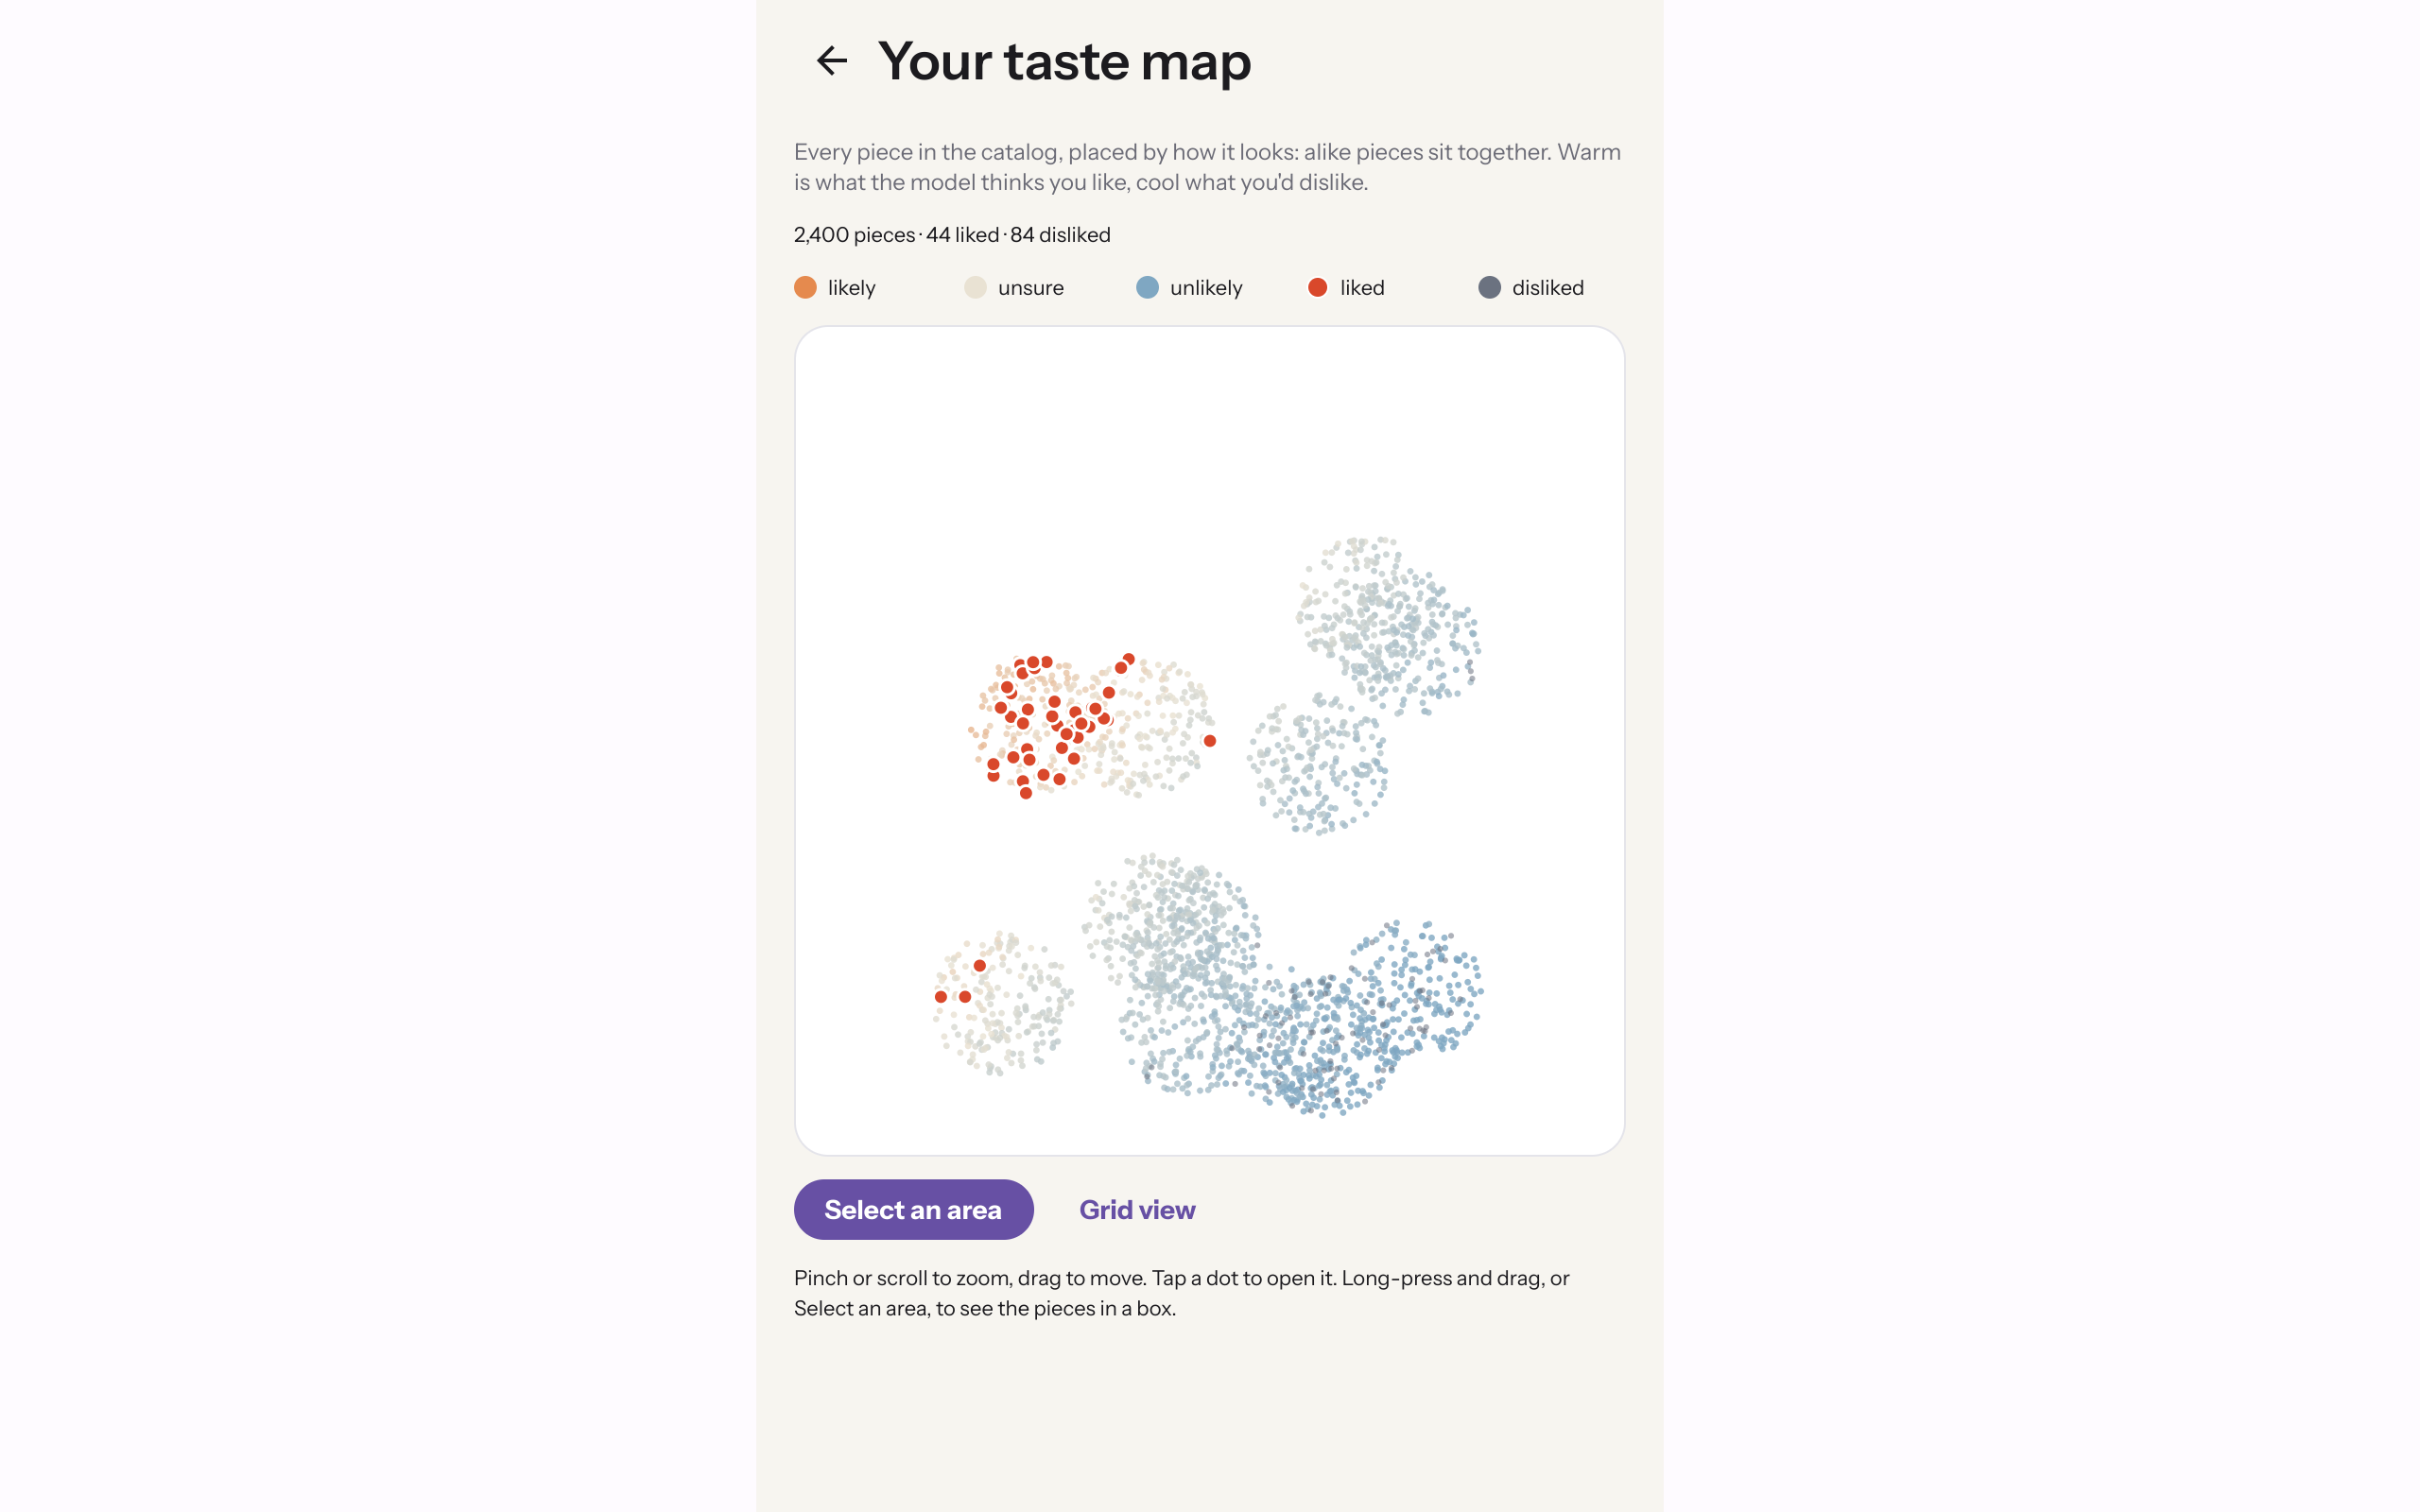 Your taste map
Every piece in the catalog, placed by how it looks: alike pieces sit together. Warm
is what the model thinks you like, cool what you'd dislike.
2,400 pieces · 44 liked · 84 disliked
likely unsure unlikely liked disliked
Select an area Grid view
Pinch or scroll to zoom, drag to move. Tap a dot to open it. Long-press and drag, or
Select an area, to see the pieces in a box.